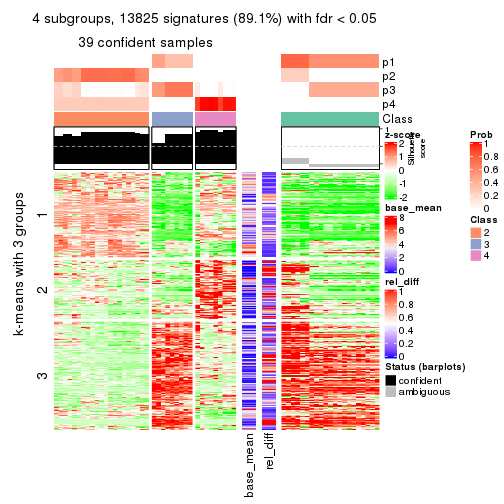 4 subgroups, 13825 signatures (89.1%) with fdr < 0.05
39 confident samples
p1
p2
p3
p4
Class
1
Silhouette
score
k-means with 3 groups
1
2
3
base_mean
rel_diff
z-score
2
1
0
-1
-2
base_mean
8
6
4
2
0
rel_diff
1
0.8
0.6
0.4
0.2
0
Status (barplots)
confident
ambiguous
Prob
1
0.8
0.6
0.4
0.2
0
Class
2
3
4